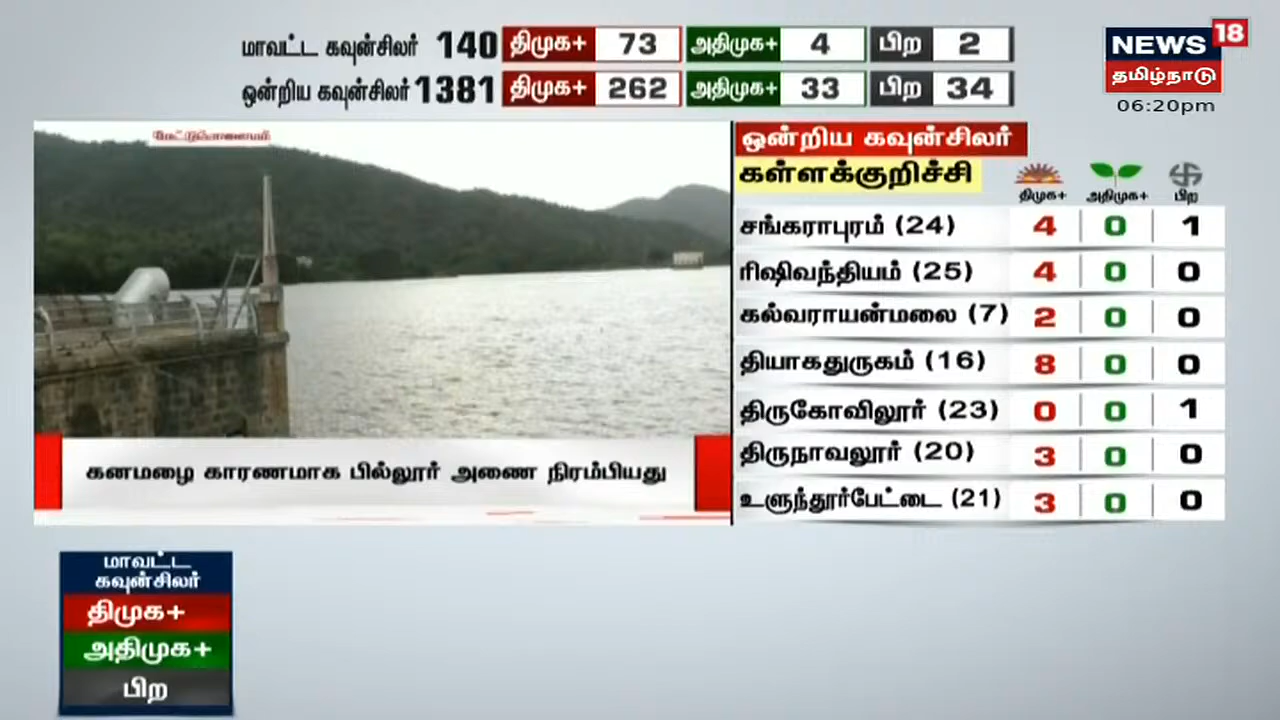 மாவட்ட கவுன்சிலர் 140 திமுக+ 73 அதிமுக+ 4 பிற 2
ஒன்றிய கவுன்சிலர் 1381 திமுக+ 262 அதிமுக+ 33 பிற 34
NEWS 18
தமிழ்நாடு
06:20pm
மேட்டுப்பாளையம்
கனமழை காரணமாக பில்லூர் அணை நிரம்பியது
ஒன்றிய கவுன்சிலர்
கள்ளக்குறிச்சி
திமுக+ அதிமுக+ பிற
சங்கராபுரம் (24) 4 0 1
ரிஷிவந்தியம் (25) 4 0 0
கல்வராயன்மலை (7) 2 0 0
தியாகதுருகம் (16) 8 0 0
திருகோவிலூர் (23) 0 0 1
திருநாவலூர் (20) 3 0 0
உளுந்தூர்பேட்டை (21) 3 0 0
மாவட்ட
கவுன்சிலர்
திமுக+
அதிமுக+
பிற